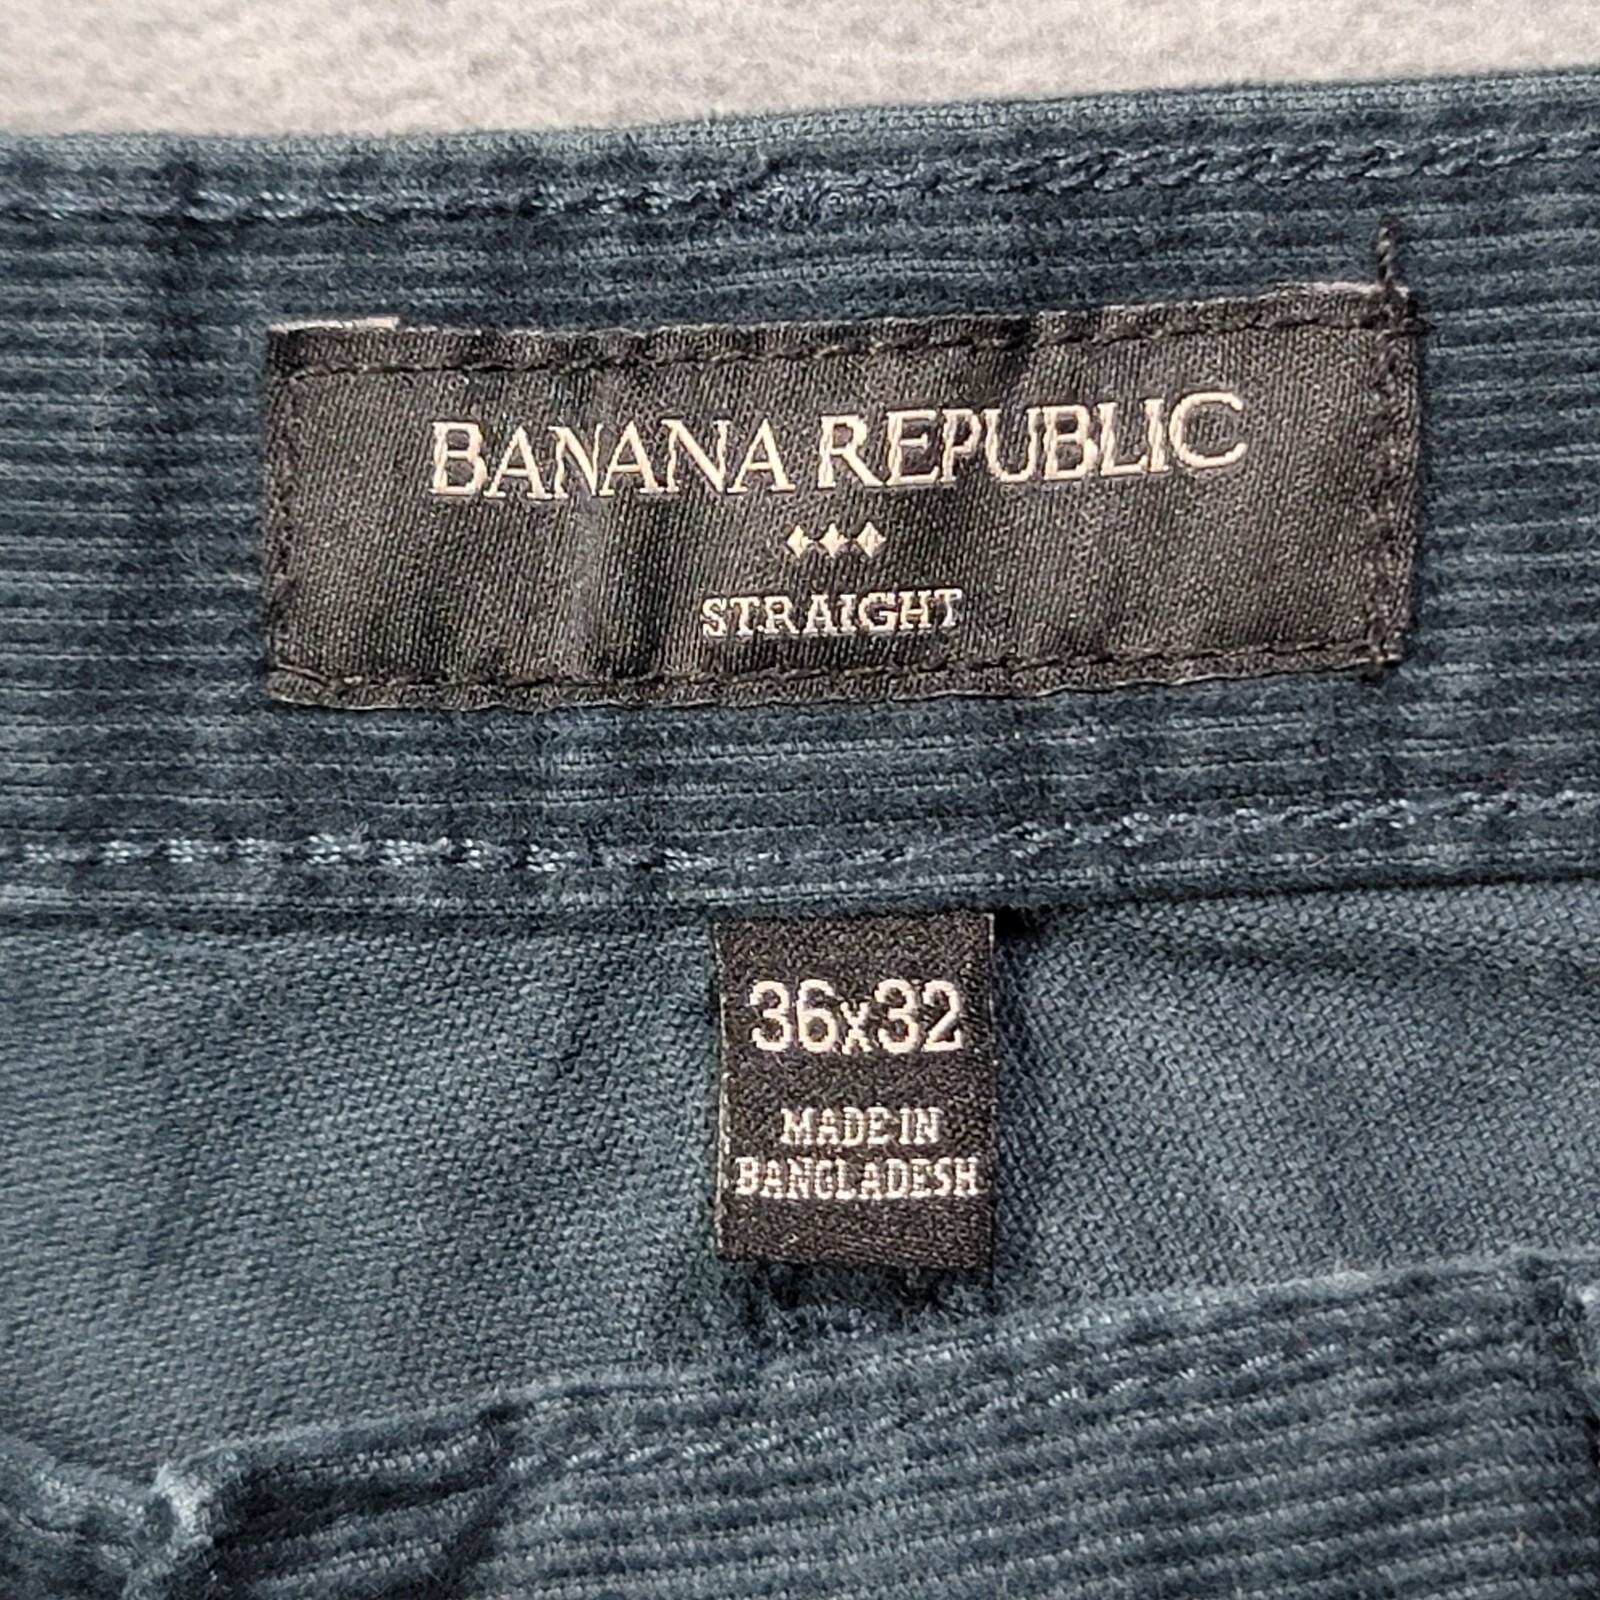 BANANA REPUBLIC
STRAIGHT
36x32
MADE IN
BANGLADESH